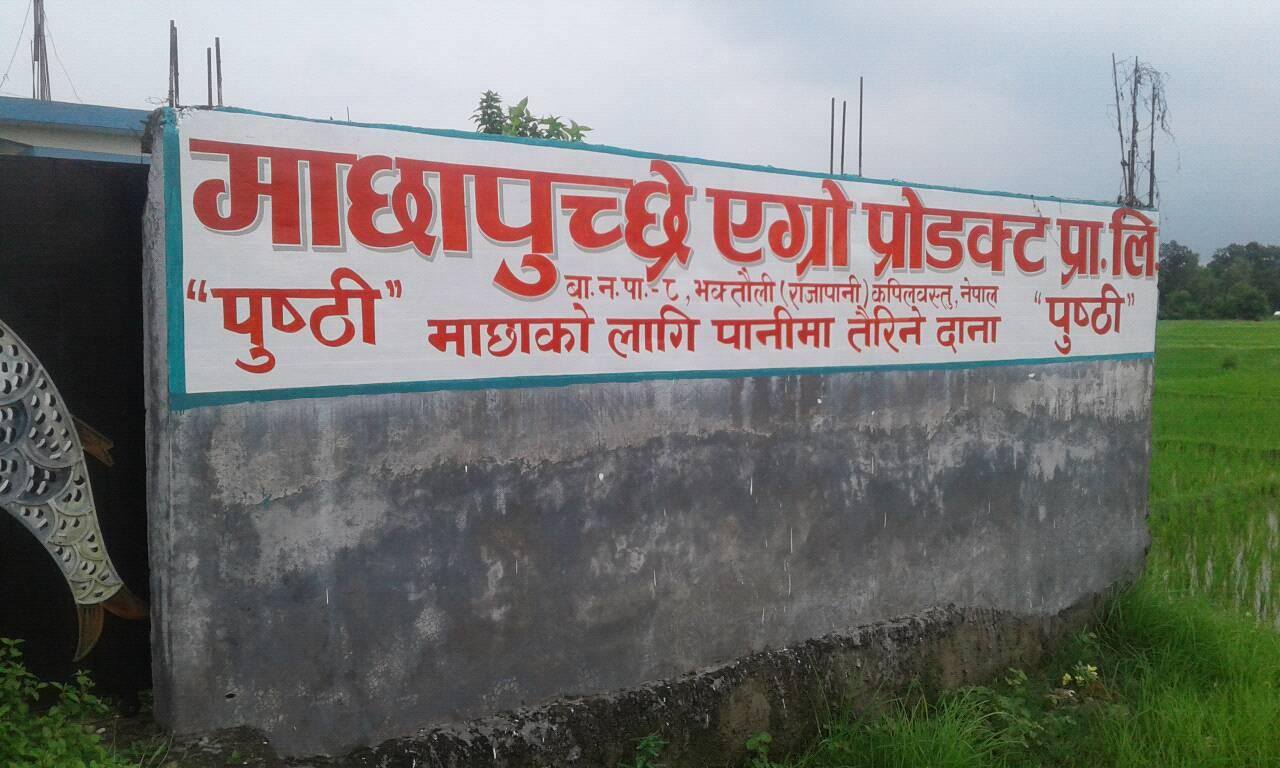 माछापुच्छ्रे एग्रो प्रोडक्ट प्रा.लि.
बा.न.पा.-८, भक्तौली (राजापानी) कपिलवस्तु, नेपाल
"पुष्ठी" माछाको लागि पानीमा तैरिने दाना "पुष्ठी"